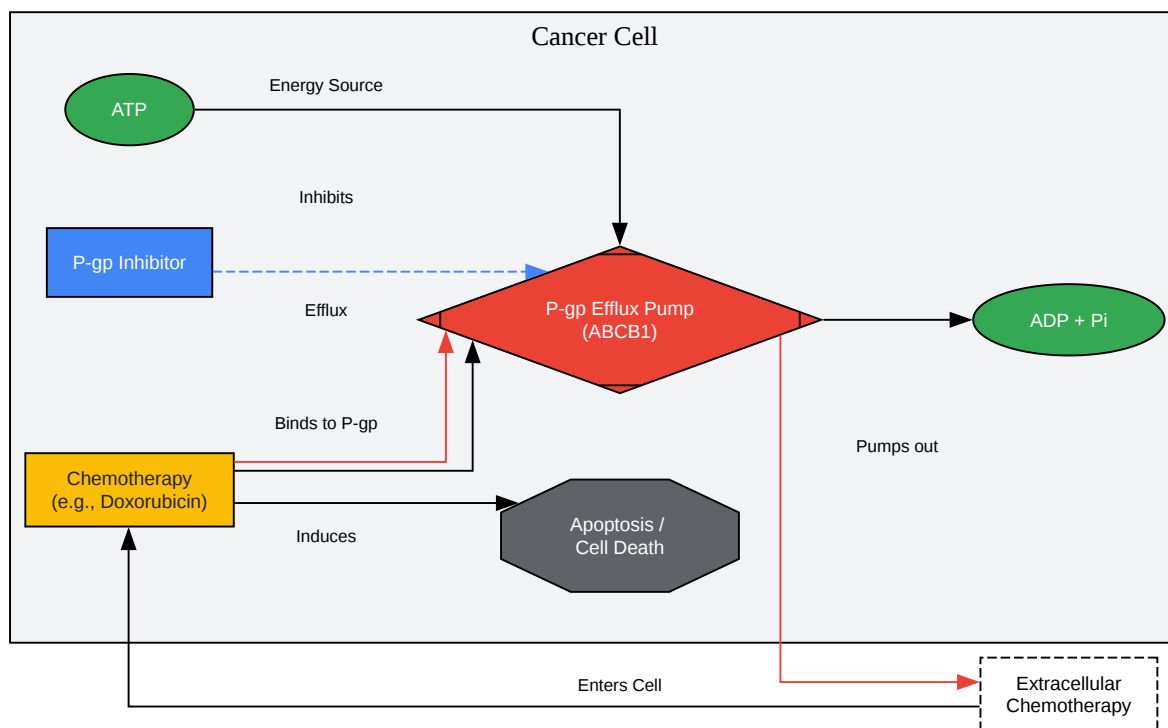 Cancer Cell
Energy Source
ATP
Inhibits
P-gp Inhibitor
Efflux
P-gp Efflux Pump
(ABCB1)
ADP + Pi
Binds to P-gp
Pumps out
Chemotherapy
(e.g., Doxorubicin)
Induces
Apoptosis /
Cell Death
Enters Cell
Extracellular
Chemotherapy